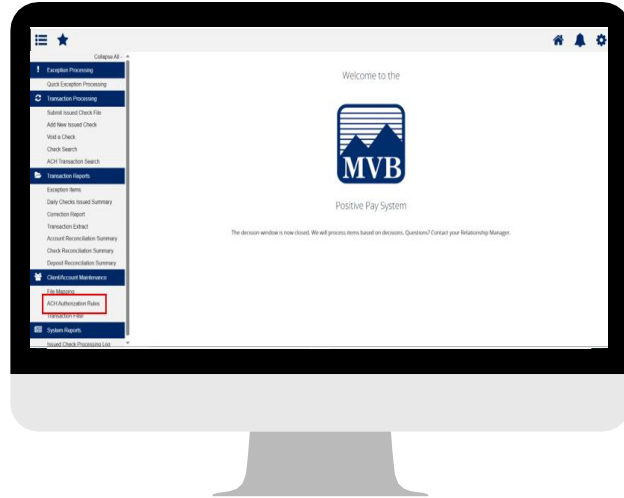 Collapse All -
Exception Processing
Quick Exception Processing
Transaction Processing
Submit Issued Check File
Add New Issued Check
Void a Check
Check Search
ACH Transaction Search
Transaction Reports
Exception Items
Daily Checks Issued Summary
Correction Report
Transaction Extract
Account Reconciliation Summary
Check Reconciliation Summary
Deposit Reconciliation Summary
Client/Account Maintenance
File Mapping
ACH Authorization Rules
Transaction Filter
System Reports
Issued Check Processing Log
Welcome to the
MVB
Positive Pay System
The decision window is now closed. We will process items based on decisions. Questions? Contact your Relationship Manager.